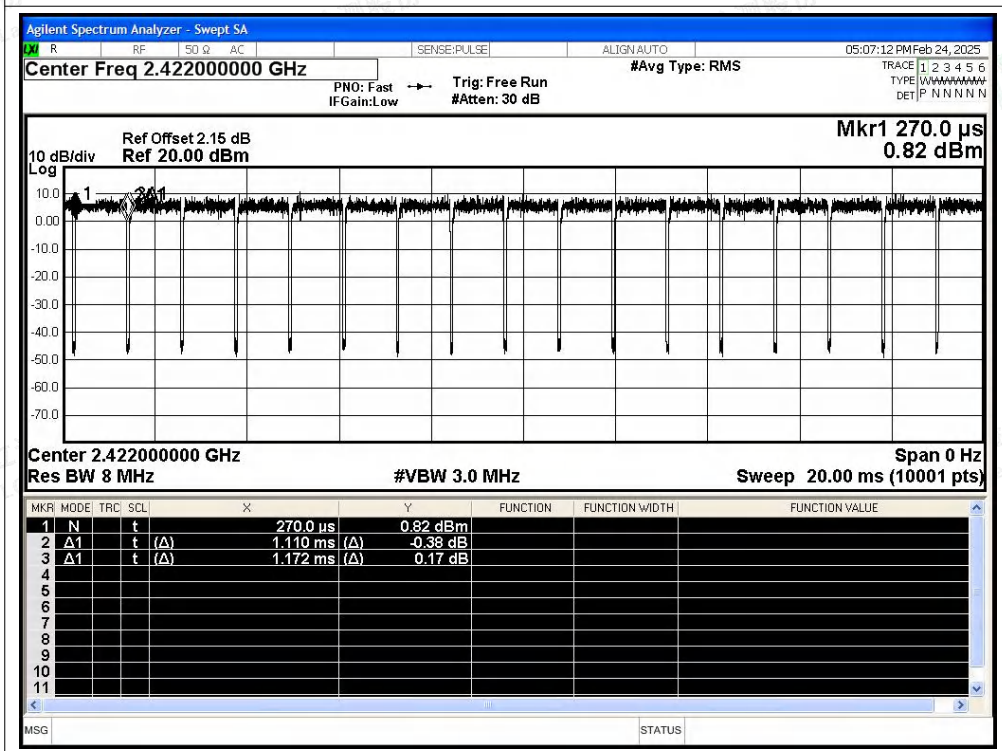 Agilent Spectrum Analyzer - Swept SA
LXI R RF 50 Ω AC SENSE:PULSE ALIGN AUTO 05:07:12 PM Feb 24, 2025
Center Freq 2.422000000 GHz #Avg Type: RMS TRACE 1 2 3 4 5 6
PNO: Fast Trig: Free Run TYPE WWWWWW
IFGain:Low #Atten: 30 dB DET P N N N N N
Mkr1 270.0 µs
Ref Offset 2.15 dB
10 dB/div Ref 20.00 dBm 0.82 dBm
Log
10.0
1 3Δ1
0.00
-10.0
-20.0
-30.0
-40.0
-50.0
-60.0
-70.0
Center 2.422000000 GHz Span 0 Hz
Res BW 8 MHz #VBW 3.0 MHz Sweep 20.00 ms (10001 pts)
MKR MODE TRC SCL X Y FUNCTION FUNCTION WIDTH FUNCTION VALUE
1 N t 270.0 µs 0.82 dBm
2 Δ1 t (Δ) 1.110 ms (Δ) -0.38 dB
3 Δ1 t (Δ) 1.172 ms (Δ) 0.17 dB
4
5
6
7
8
9
10
11
MSG STATUS